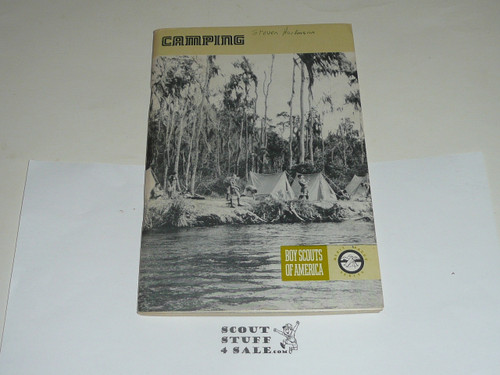 CAMPING
BOY SCOUTS
OF AMERICA
SCOUT
STUFF
4 SALE.COM